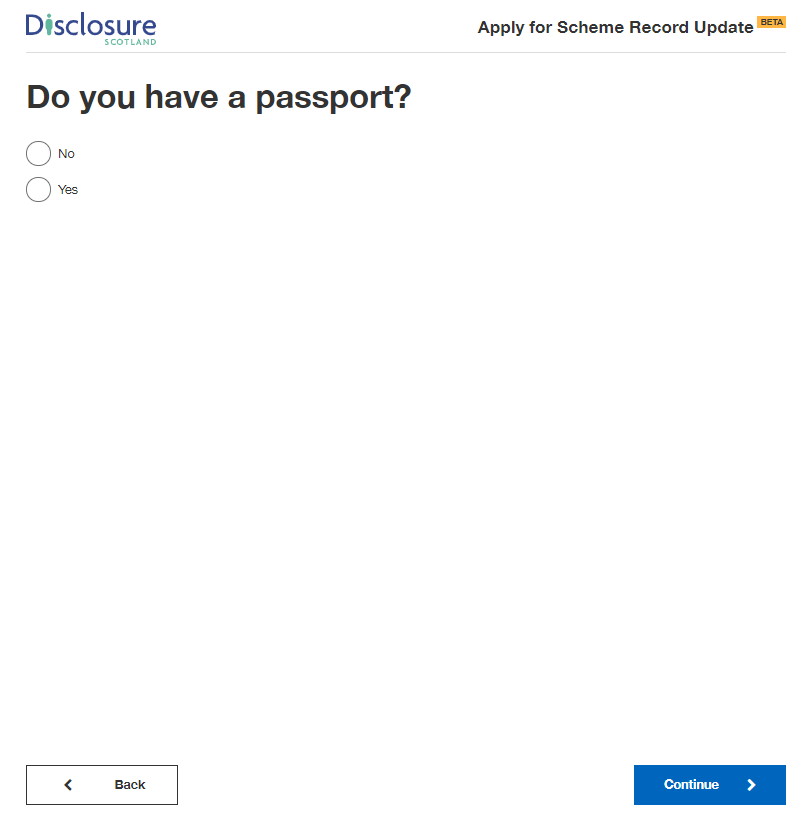 Disclosure
SCOTLAND
Apply for Scheme Record Update BETA
Do you have a passport?
No
Yes
Back
Continue